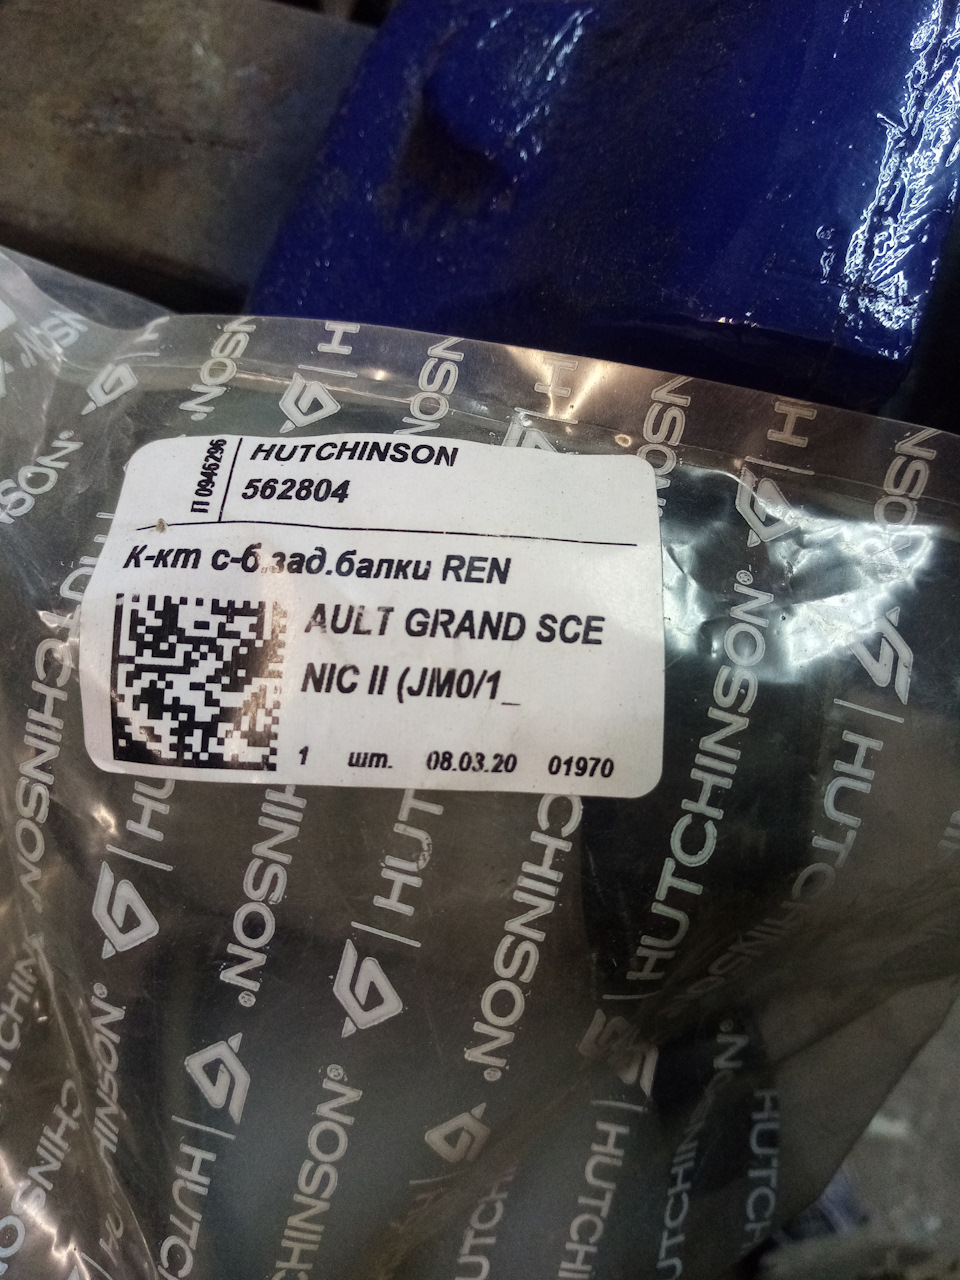 HUTCHINSON
562804
П 0946296
К-кт с-б.зад.балки REN
AULT GRAND SCE
NIC II (JM0/1_
1 шт. 08.03.20 01970
HUTCHINSON®
HUTCHINSON®
HUTCHINSON®
HUTCHINSON®